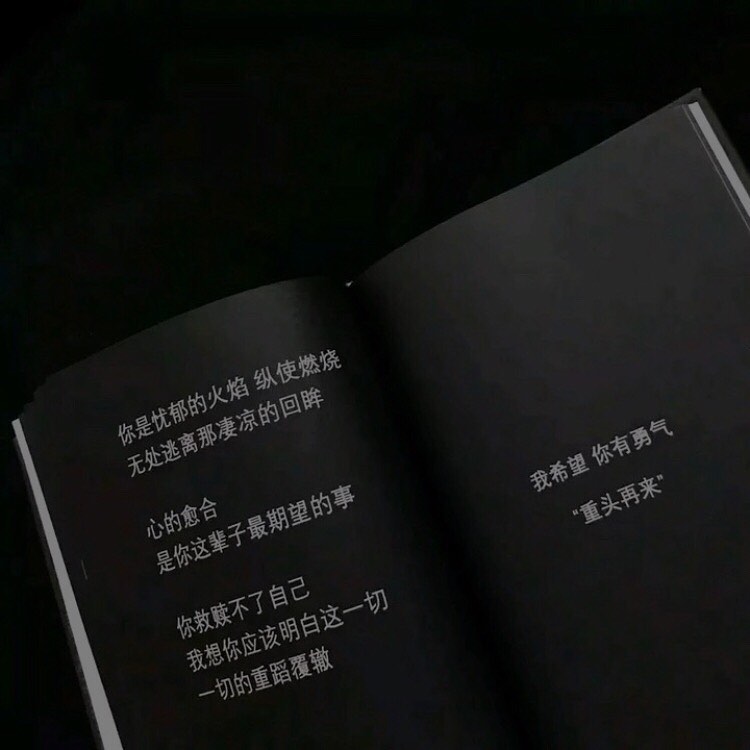 你是忧郁的火焰 纵使燃烧
无处逃离那凄凉的回眸
心的愈合
是你这辈子最期望的事
你救赎不了自己
我想你应该明白这一切
一切的重蹈覆辙
我希望 你有勇气
“重头再来”